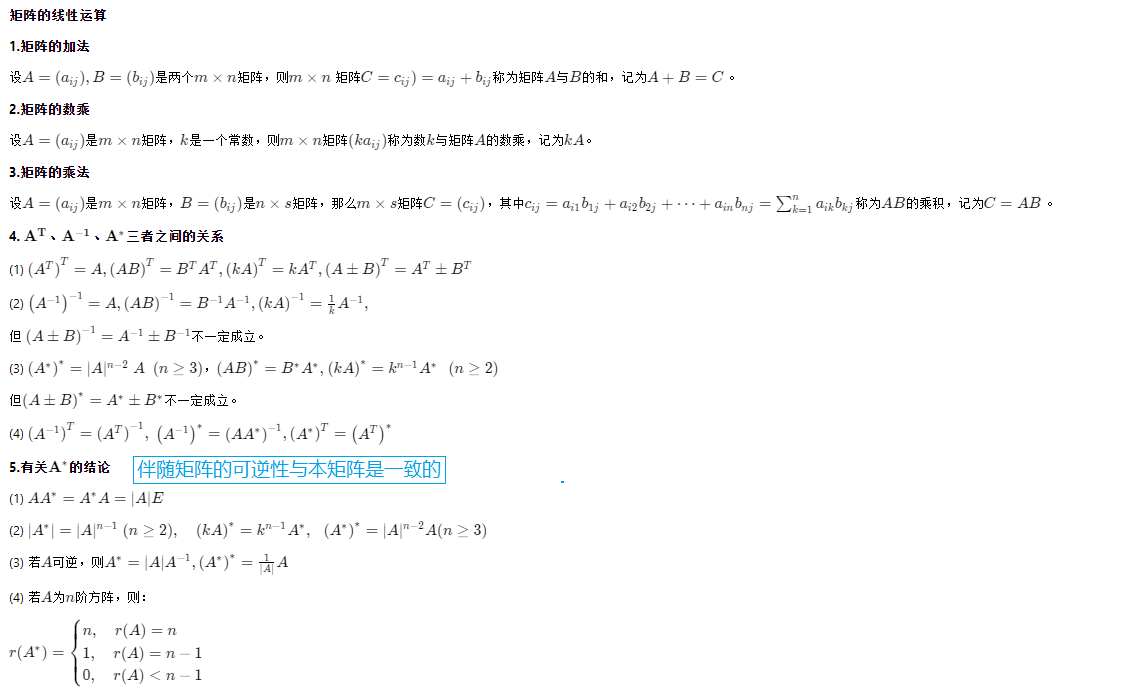 矩阵的线性运算
1.矩阵的加法
设$A=(a_{ij}),B=(b_{ij})$是两个$m\times n$矩阵，则$m\times n$ 矩阵$C=c_{ij})=a_{ij}+b_{ij}$称为矩阵$A$与$B$的和，记为$A+B=C$ 。
2.矩阵的数乘
设$A=(a_{ij})$是$m\times n$矩阵，$k$是一个常数，则$m\times n$矩阵$(ka_{ij})$称为数$k$与矩阵$A$的数乘，记为$kA$。
3.矩阵的乘法
设$A=(a_{ij})$是$m\times n$矩阵，$B=(b_{ij})$是$n\times s$矩阵，那么$m\times s$矩阵$C=(c_{ij})$，其中$c_{ij}=a_{i1}b_{1j}+a_{i2}b_{2j}+\cdots+a_{in}b_{nj}=\sum_{k=1}^{n}a_{ik}b_{kj}$称为$AB$的乘积，记为$C=AB$ 。
4. $\mathbf{A^T}$、$\mathbf{A^{-1}}$、$\mathbf{A^*}$三者之间的关系
(1) $(A^T)^T=A,(AB)^T=B^TA^T,(kA)^T=kA^T,(A\pm B)^T=A^T\pm B^T$
(2) $(A^{-1})^{-1}=A,(AB)^{-1}=B^{-1}A^{-1},(kA)^{-1}=\frac{1}{k}A^{-1},$
但 $(A\pm B)^{-1}=A^{-1}\pm B^{-1}$不一定成立。
(3) $(A^*)^*=|A|^{n-2}\ A\ \ (n\geq 3)$，$(AB)^*=B^*A^*,(kA)^*=k^{n-1}A^*\ \ (n\geq 2)$
但$(A\pm B)^*=A^*\pm B^*$不一定成立。
(4) $(A^{-1})^T=(A^T)^{-1},\ (A^{-1})^*=(AA^*)^{-1},(A^*)^T=(A^T)^*$
5.有关$\mathbf{A^*}$的结论 伴随矩阵的可逆性与本矩阵是一致的
(1) $AA^*=A^*A=|A|E$
(2) $|A^*|=|A|^{n-1}\ (n\geq 2),\quad (kA)^*=k^{n-1}A^*,\ \ (A^*)^*=|A|^{n-2}A(n\geq 3)$
(3) 若$A$可逆，则$A^*=|A|A^{-1},(A^*)^*=\frac{1}{|A|}A$
(4) 若$A$为$n$阶方阵，则：
$r(A^*)=\begin{cases}n,\quad r(A)=n\\1,\quad r(A)=n-1\\0,\quad r(A)<n-1\end{cases}$